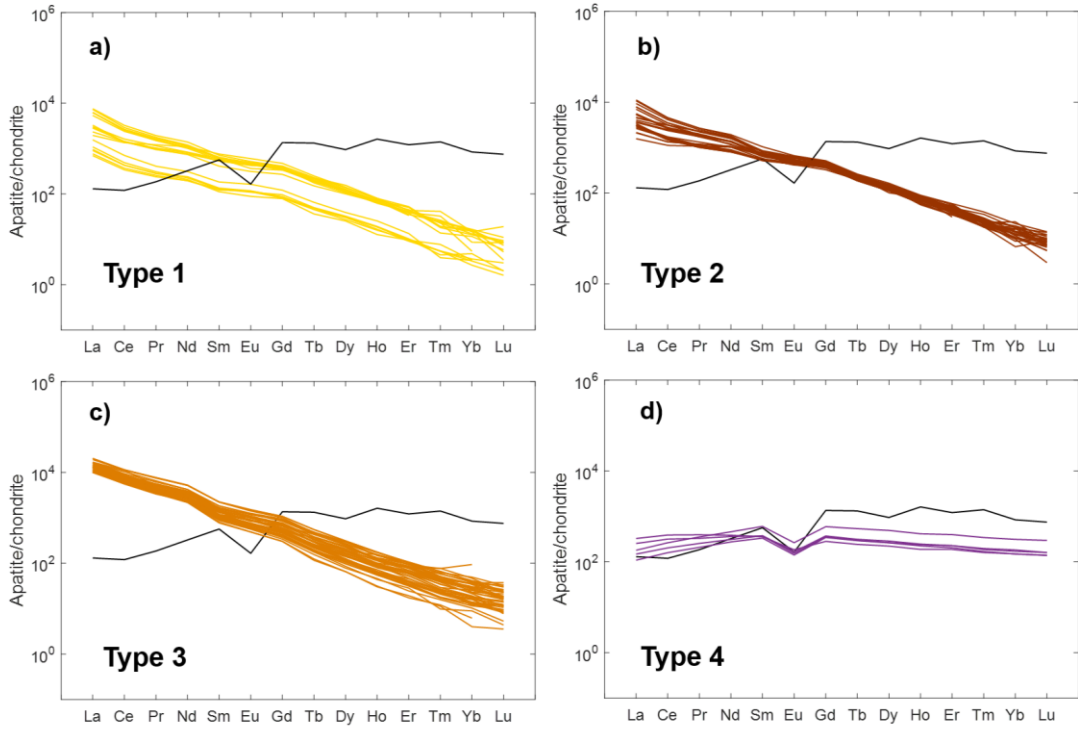 a)
10^6
10^4
10^2
10^0
Apatite/chondrite
Type 1
La Ce Pr Nd Sm Eu Gd Tb Dy Ho Er Tm Yb Lu
b)
10^6
10^4
10^2
10^0
Apatite/chondrite
Type 2
La Ce Pr Nd Sm Eu Gd Tb Dy Ho Er Tm Yb Lu
c)
10^6
10^4
10^2
10^0
Apatite/chondrite
Type 3
La Ce Pr Nd Sm Eu Gd Tb Dy Ho Er Tm Yb Lu
d)
10^6
10^4
10^2
10^0
Apatite/chondrite
Type 4
La Ce Pr Nd Sm Eu Gd Tb Dy Ho Er Tm Yb Lu